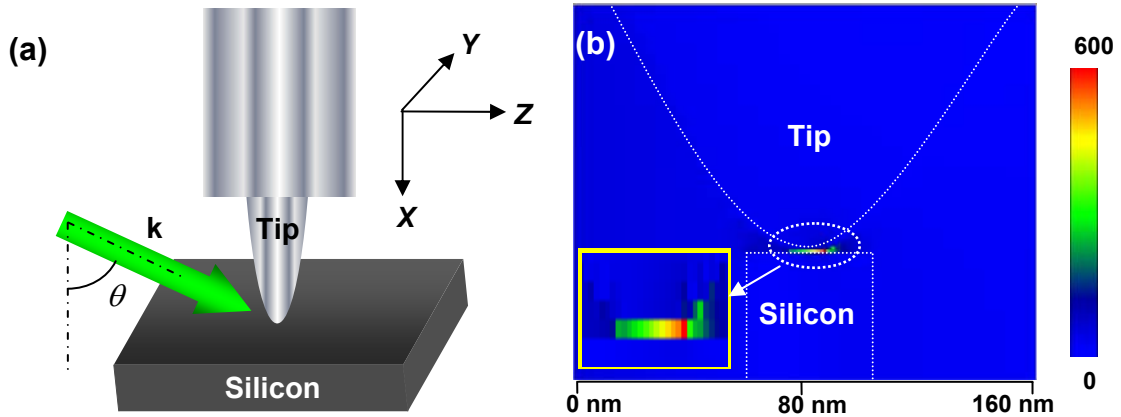 (a)
Y
Z
X
k
Tip
θ
Silicon
(b)
Tip
Silicon
600
0
0 nm
80 nm
160 nm